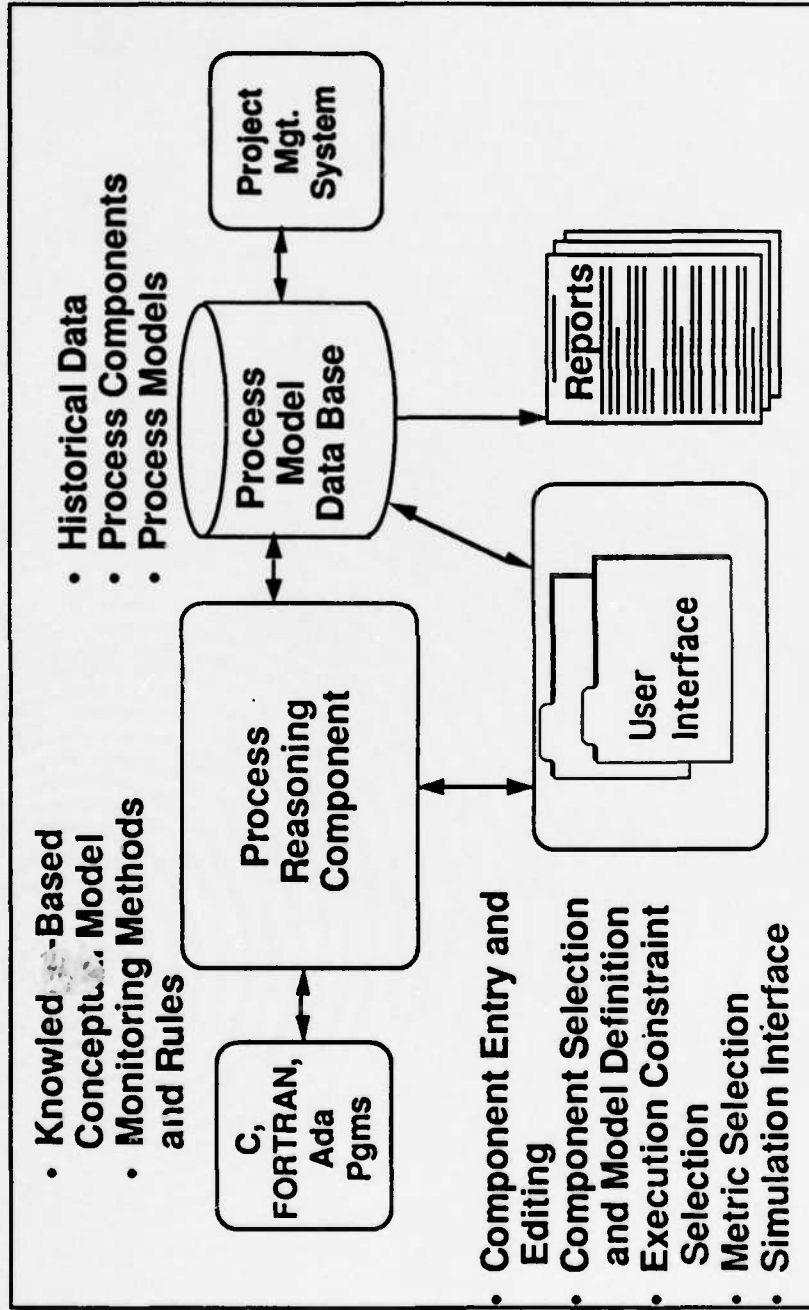 • Knowled -Based
Conceptu Model
• Monitoring Methods
and Rules
• Historical Data
• Process Components
• Process Models
C,
FORTRAN,
Ada
Pgms
Process
Reasoning
Component
Process
Model
Data Base
Project
Mgt.
System
• Component Entry and
Editing
• Component Selection
and Model Definition
• Execution Constraint
Selection
• Metric Selection
• Simulation Interface
User
Interface
Reports